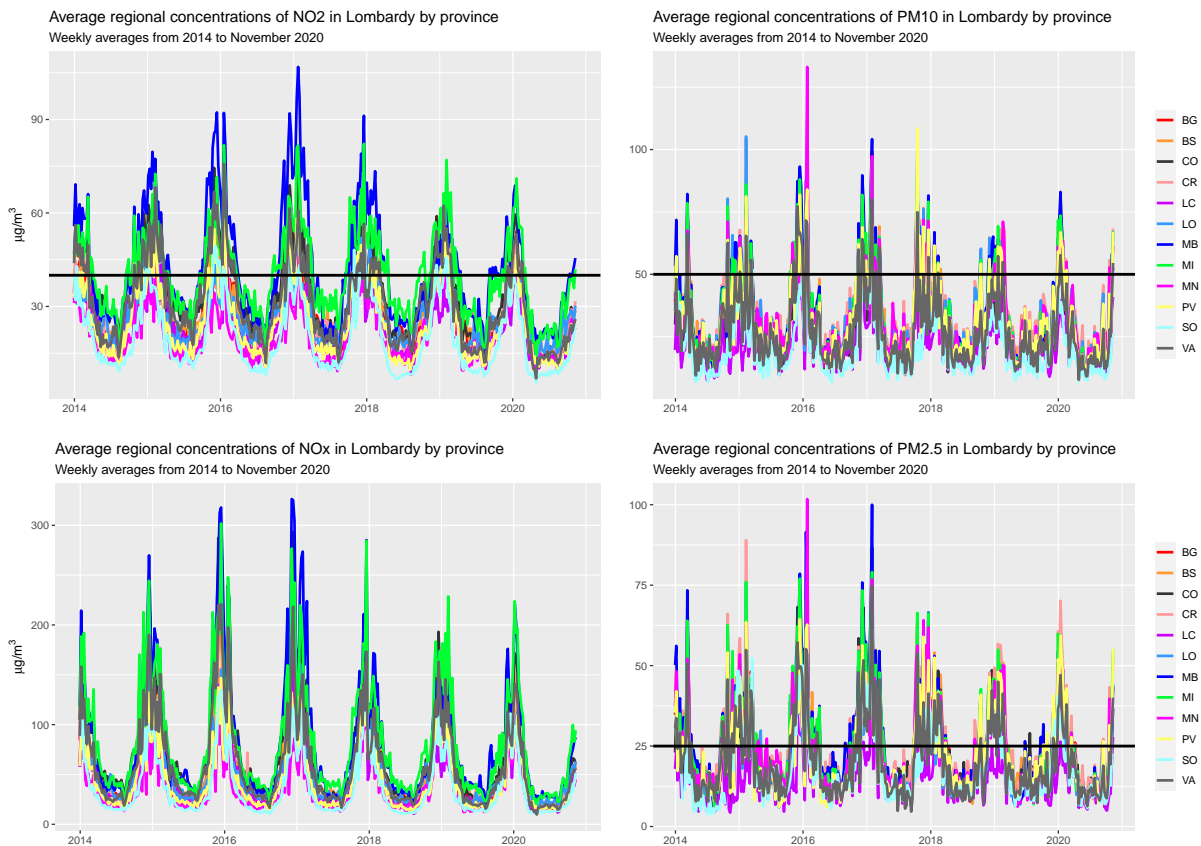 Average regional concentrations of NO2 in Lombardy by province
Weekly averages from 2014 to November 2020
µg/m³
90
60
30
2014
2016
2018
2020
Average regional concentrations of PM10 in Lombardy by province
Weekly averages from 2014 to November 2020
100
50
2014
2016
2018
2020
BG
BS
CO
CR
LC
LO
MB
MI
MN
PV
SO
VA
Average regional concentrations of NOx in Lombardy by province
Weekly averages from 2014 to November 2020
µg/m³
300
200
100
0
2014
2016
2018
2020
Average regional concentrations of PM2.5 in Lombardy by province
Weekly averages from 2014 to November 2020
100
75
50
25
0
2014
2016
2018
2020
BG
BS
CO
CR
LC
LO
MB
MI
MN
PV
SO
VA